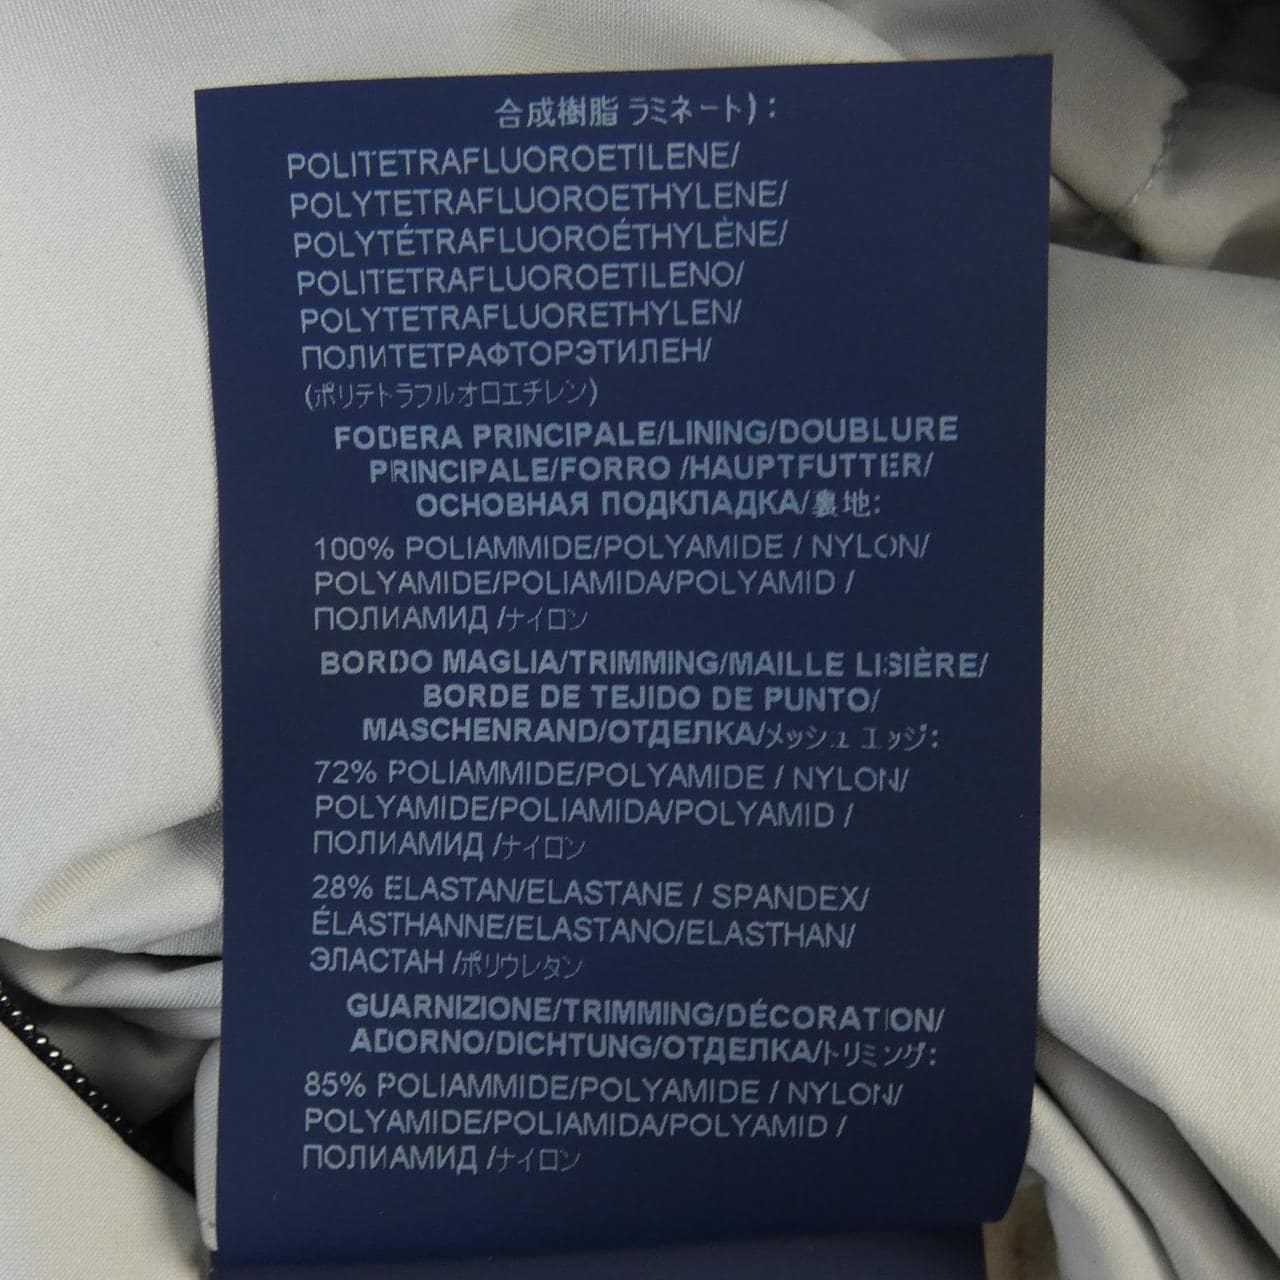 合成樹脂 ラミネート) :
POLITETRAFLUOROETILENE/
POLYTETRAFLUOROETHYLENE/
POLYTÉTRAFLUOROÉTHYLÈNE/
POLITETRAFLUOROETILENO/
POLYTETRAFLUORETHYLEN/
ПОЛИТЕТРАФТОРЭТИЛЕН/
(ポリテトラフルオロエチレン)
FODERA PRINCIPALE/LINING/DOUBLURE
PRINCIPALE/FORRO /HAUPTFUTTER/
ОСНОВНАЯ ПОДКЛАДКА/裏地:
100% POLIAMMIDE/POLYAMIDE / NYLON/
POLYAMIDE/POLIAMIDA/POLYAMID /
ПОЛИАМИД /ナイロン
BORDO MAGLIA/TRIMMING/MAILLE LISIÈRE/
BORDE DE TEJIDO DE PUNTO/
MASCHENRAND/ОТДЕЛКА/メッシュ エッジ:
72% POLIAMMIDE/POLYAMIDE / NYLON/
POLYAMIDE/POLIAMIDA/POLYAMID /
ПОЛИАМИД /ナイロン
28% ELASTAN/ELASTANE / SPANDEX/
ÉLASTHANNE/ELASTANO/ELASTHAN/
ЭЛАСТАН /ポリウレタン
GUARNIZIONE/TRIMMING/DÉCORATION/
ADORNO/DICHTUNG/ОТДЕЛКА/トリミング:
85% POLIAMMIDE/POLYAMIDE / NYLON/
POLYAMIDE/POLIAMIDA/POLYAMID /
ПОЛИАМИД /ナイロン